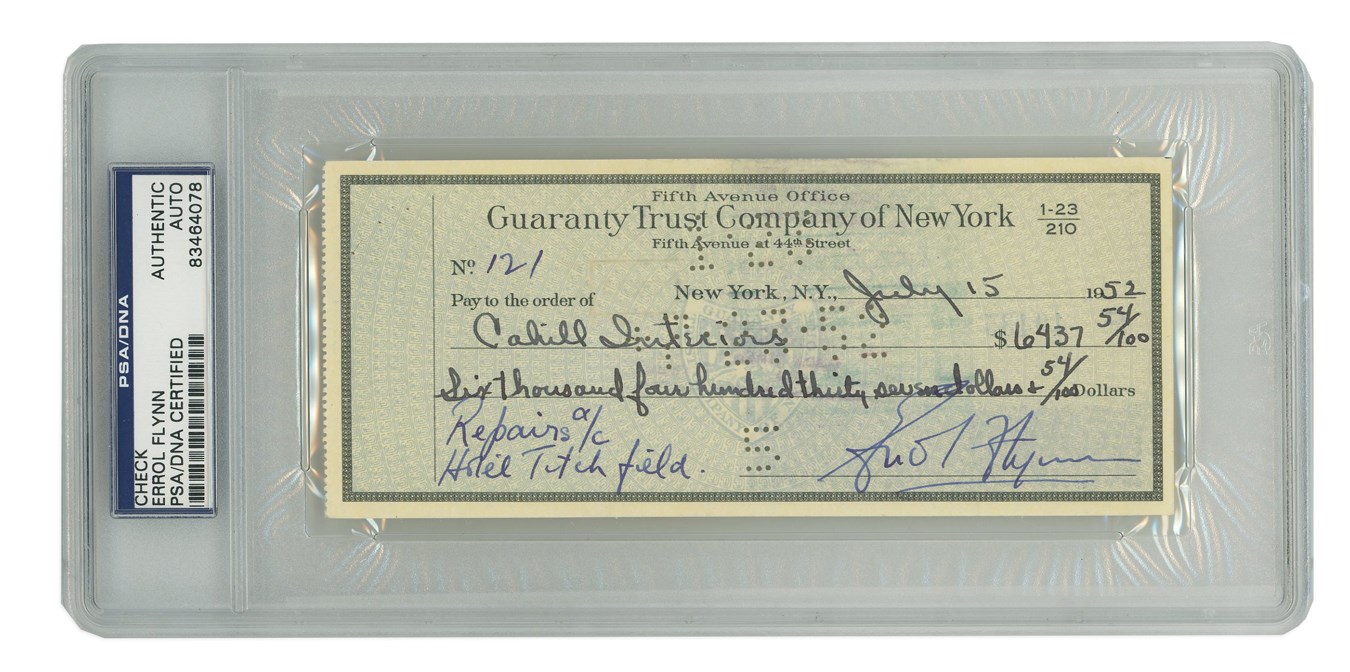 PSA/DNA
CHECK
ERROL FLYNN
PSA/DNA CERTIFIED
AUTHENTIC
AUTO
83464078
Fifth Avenue Office
Guaranty Trust Company of New York
1-23
210
Fifth Avenue at 44th Street
No. 121
New York, N.Y., July 15 1952
Pay to the order of
Cahill Interiors $6437 54/100
Six thousand four hundred thirty seven dollars & 54/100 Dollars
Repairs a/c
Hotel Titchfield.
Errol Flynn